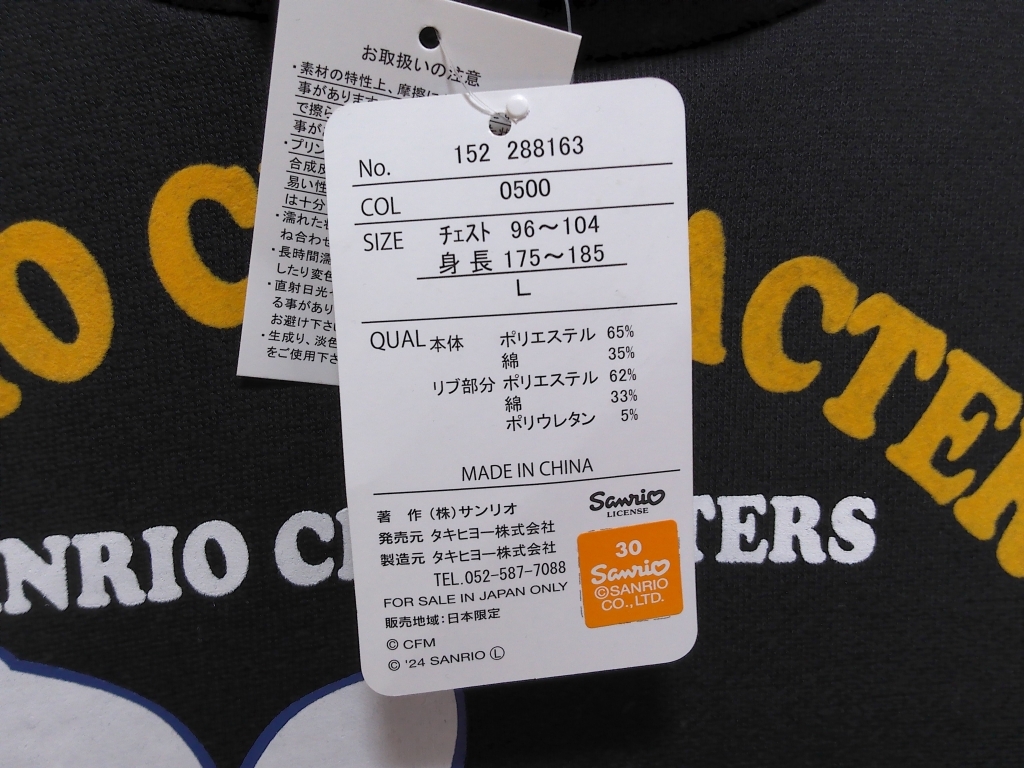 お取扱いの注意
・素材の特性上、摩擦に
事があります
で擦ら
事が
・プリン
合成皮
易い性
は十分
・濡れた
ね合わせ
・長時間濡
したり変色
・直射日光
る事があり
お避け下さ
・生成り、淡色
をご使用下さ
No. 152 288163
COL 0500
SIZE チェスト 96～104
身長 175～185
L
QUAL 本体 ポリエステル 65%
綿 35%
リブ部分 ポリエステル 62%
綿 33%
ポリウレタン 5%
MADE IN CHINA
著 作 (株)サンリオ
発売元 タキヒヨー株式会社
製造元 タキヒヨー株式会社
TEL.052-587-7088
FOR SALE IN JAPAN ONLY
販売地域:日本限定
© CFM
© '24 SANRIO Ⓛ
Sanrio
LICENSE
30
Sanrio
©SANRIO
CO.,LTD.
IO C ACTER
NRIO C TERS